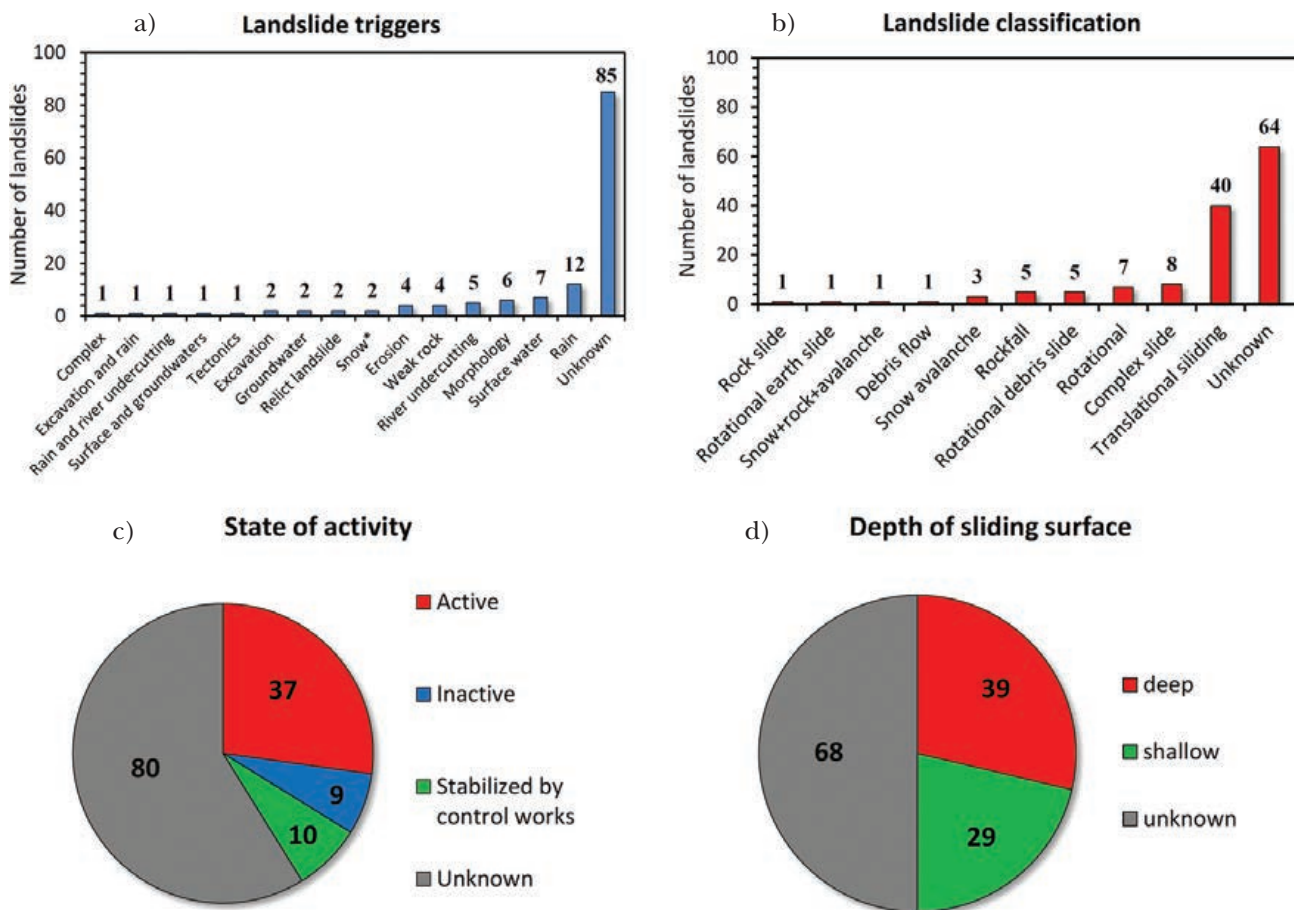 a)
Landslide triggers
Number of landslides
100
80
60
40
20
0
1
1
1
1
1
2
2
2
2
4
4
5
6
7
12
85
Complex
Excavation and rain
Rain and river undercutting
Surface and groundwaters
Tectonics
Excavation
Groundwater
Relict landslide
Snow*
Erosion
Weak rock
River undercutting
Morphology
Surface water
Rain
Unknown
b)
Landslide classification
Number of landslides
100
80
60
40
20
0
1
1
1
1
3
5
5
7
8
40
64
Rock slide
Rotational earth slide
Snow+rock+avalanche
Debris flow
Snow avalanche
Rockfall
Rotational debris slide
Rotational
Complex slide
Translational siliding
Unknown
c)
State of activity
37
9
10
80
Active
Inactive
Stabilized by
control works
Unknown
d)
Depth of sliding surface
39
29
68
deep
shallow
unknown